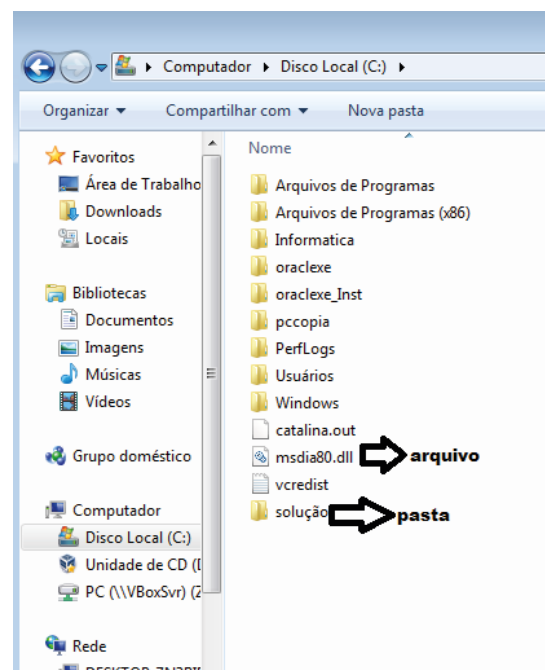 Computador Disco Local (C:)
Organizar Compartilhar com Nova pasta
Favoritos
Área de Trabalho
Downloads
Locais
Bibliotecas
Documentos
Imagens
Músicas
Vídeos
Grupo doméstico
Computador
Disco Local (C:)
Unidade de CD (
PC (\\VBoxSvr) (
Rede
Nome
Arquivos de Programas
Arquivos de Programas (x86)
Informatica
oraclexe
oraclexe_Inst
pccopia
PerfLogs
Usuários
Windows
catalina.out
msdia80.dll arquivo
vcredist
solução pasta